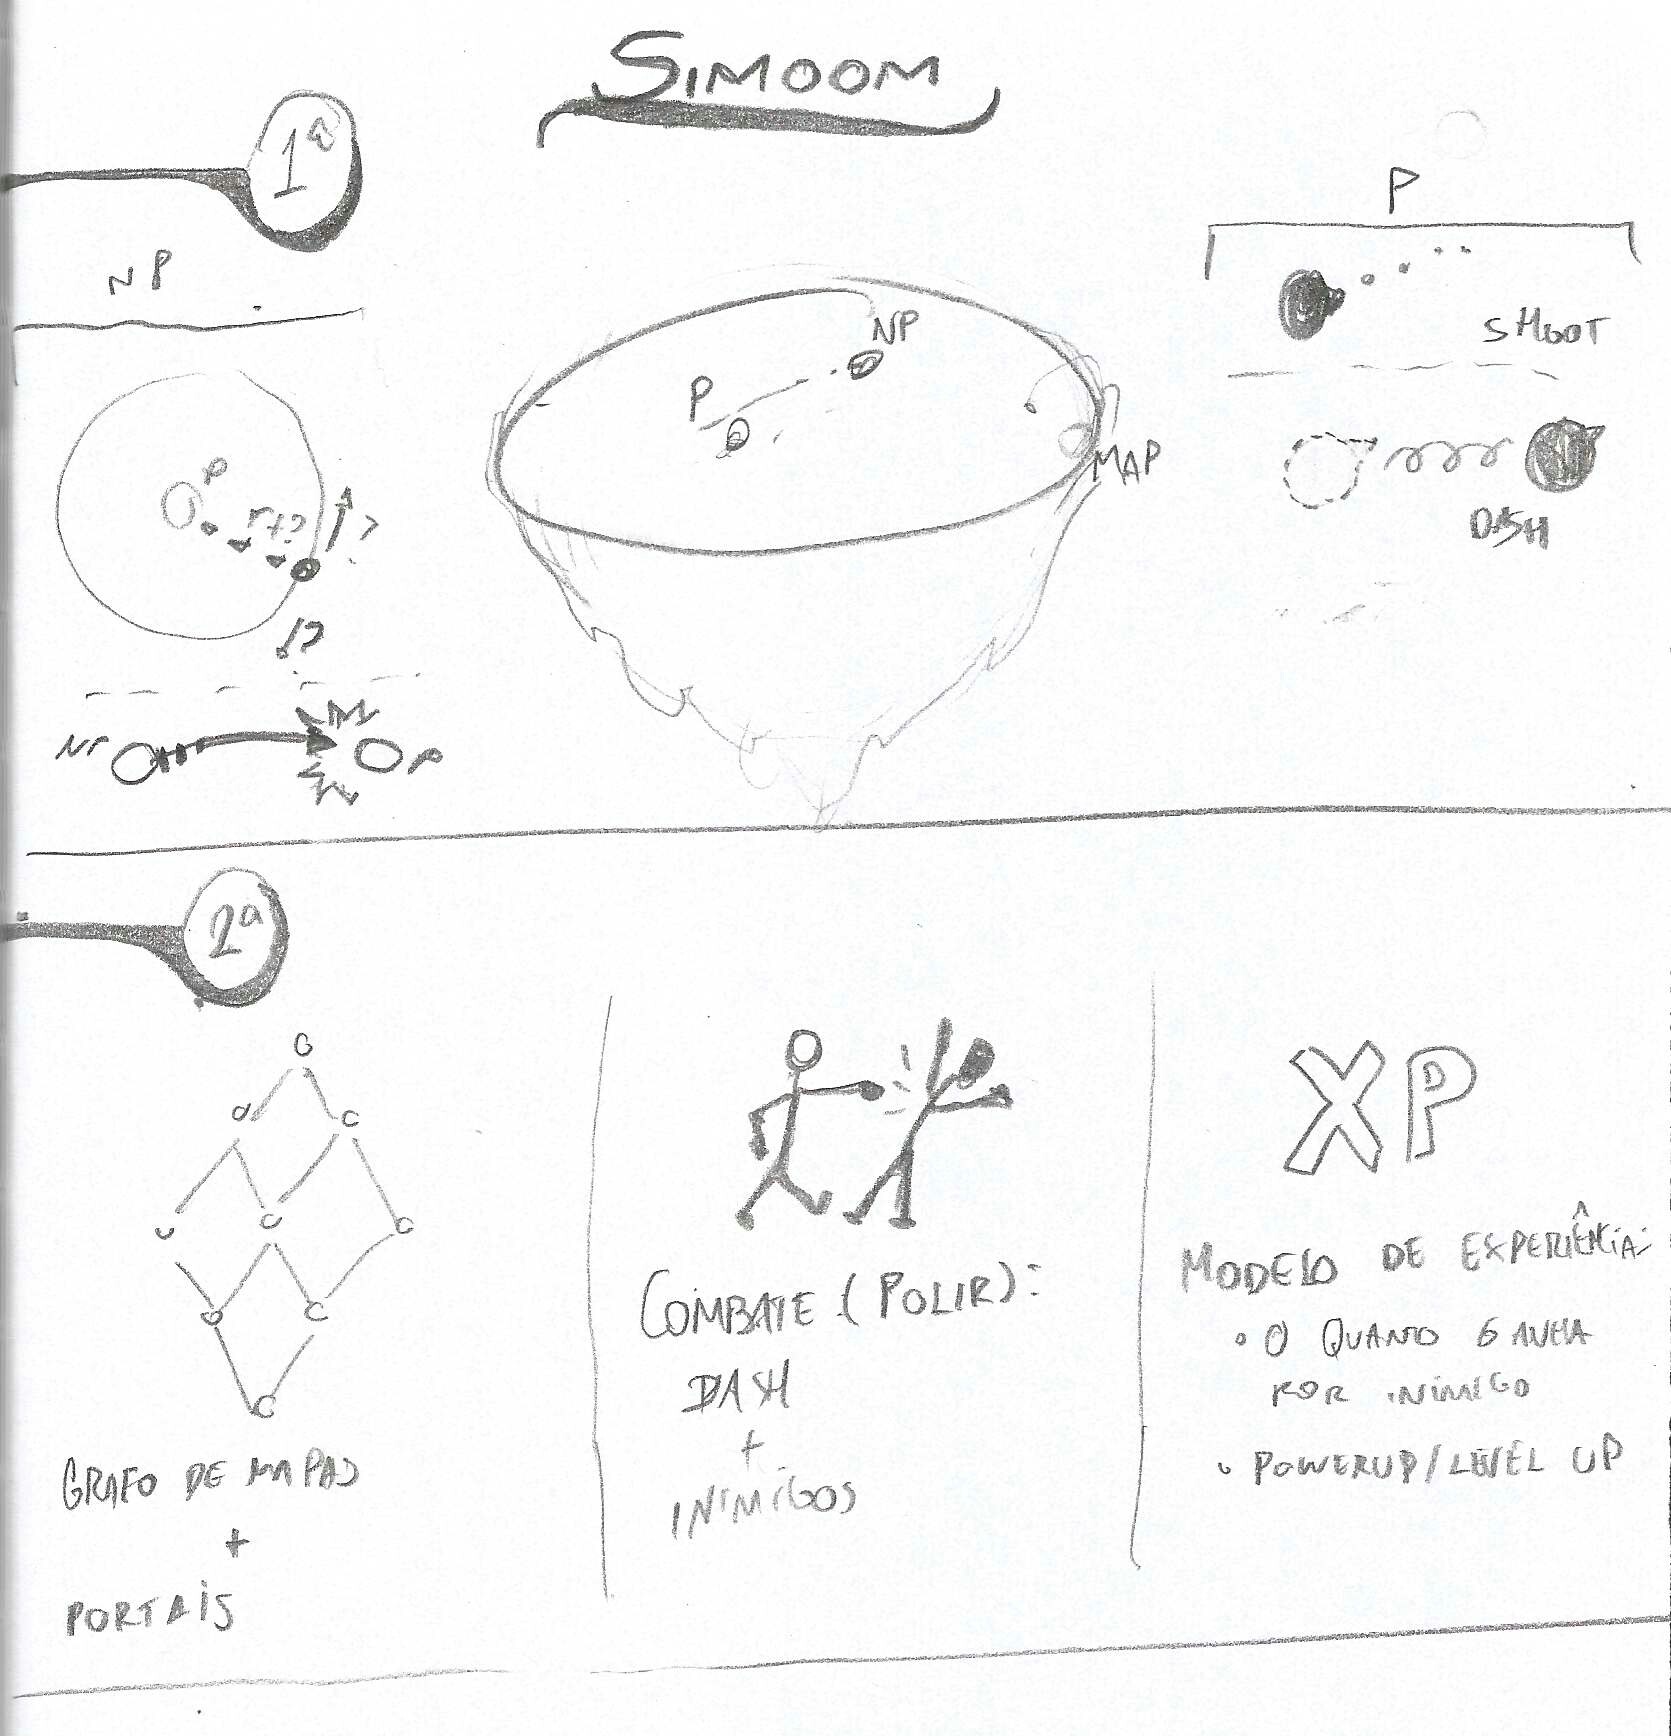 SIMOOM
1ª
NP
P
NP
P
MAP
P
SHOOT
DASH
NP
P
2ª
GRAFO DE MAPAS
+
PORTAIS
COMBATE (POLIR):
DASH
+
INIMIGOS
XP
MODELO DE EXPERIÊNCIA:
• O QUANTO GANHA
POR INIMIGO
• POWERUP/LEVEL UP